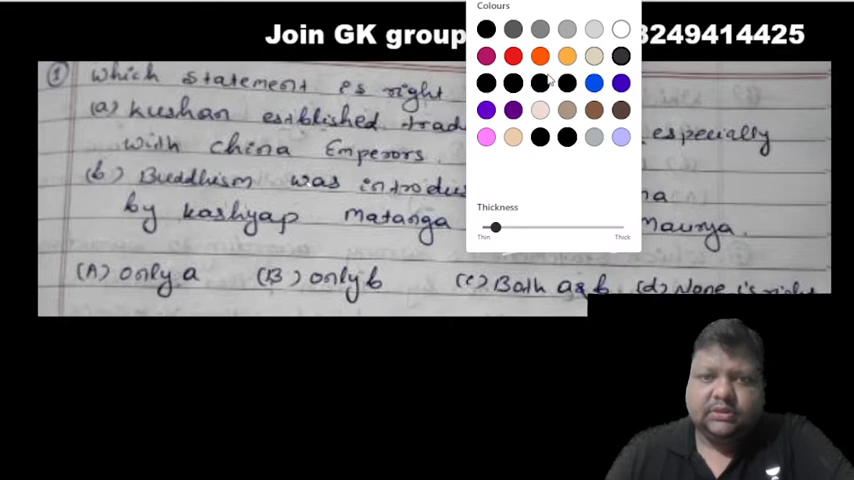 Join GK group 8249414425
Colours
① Which statement is right
(a) Kushan established trad especially
with china Emperors.
(b) Buddhism was introdu na
by kashyap Matanga Maurya.
(A) only a (B) only b (c) Both a & b (d) None is right
Thickness
Thin Thick